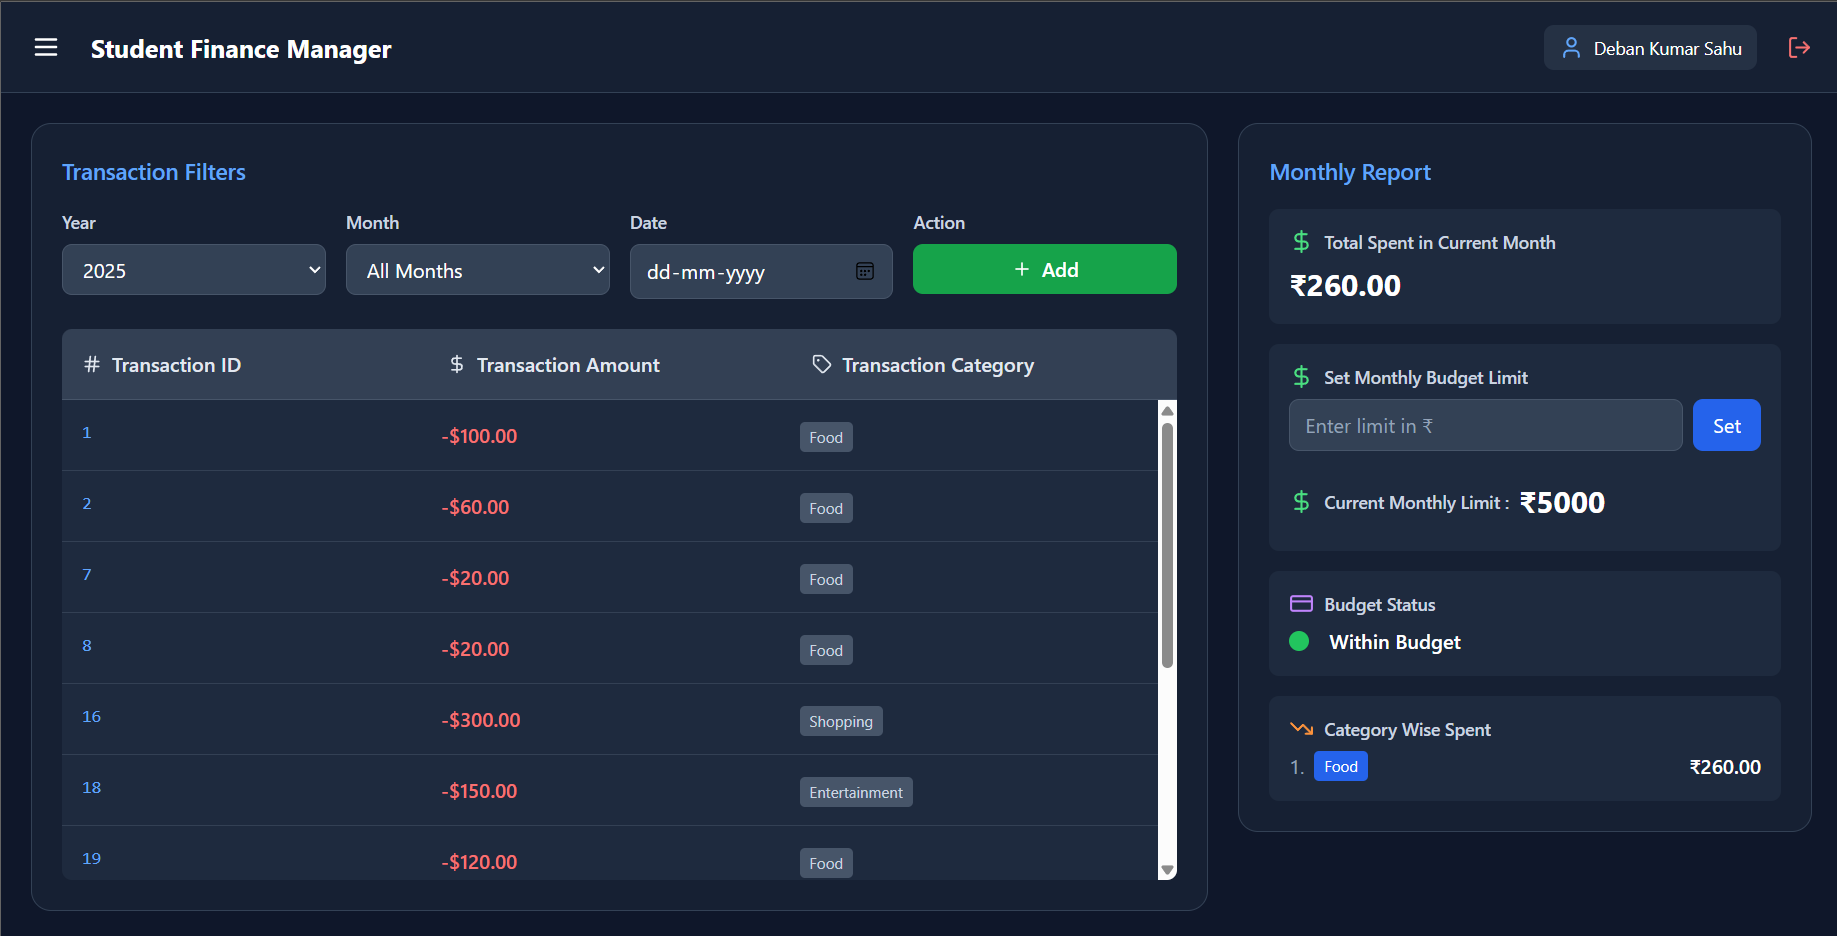 Student Finance Manager
Deban Kumar Sahu
Transaction Filters
Year
Month
Date
Action
2025
All Months
dd-mm-yyyy
+ Add
# Transaction ID
$ Transaction Amount
Transaction Category
1 -$100.00 Food
2 -$60.00 Food
7 -$20.00 Food
8 -$20.00 Food
16 -$300.00 Shopping
18 -$150.00 Entertainment
19 -$120.00 Food
Monthly Report
$ Total Spent in Current Month
₹260.00
$ Set Monthly Budget Limit
Enter limit in ₹
Set
$ Current Monthly Limit : ₹5000
Budget Status
Within Budget
Category Wise Spent
1. Food ₹260.00